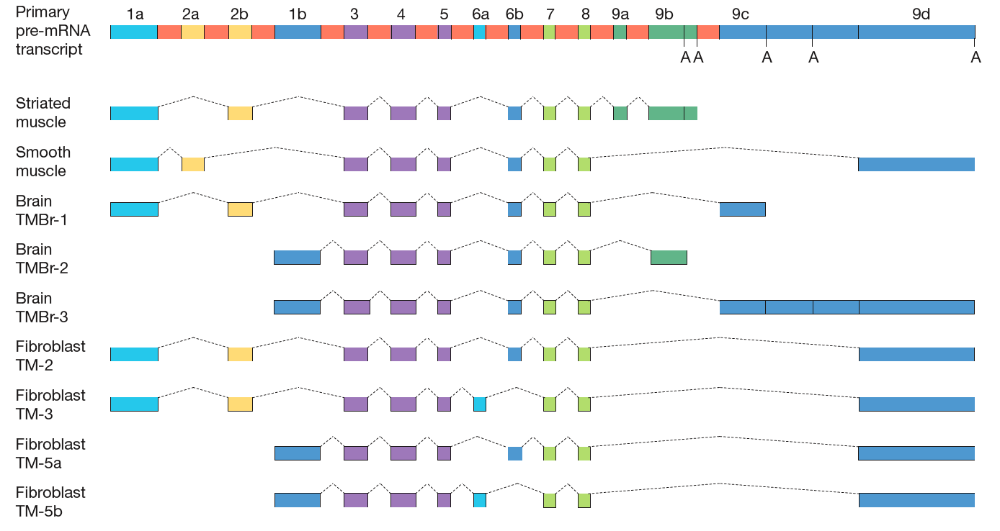 Primary
pre-mRNA
transcript
1a 2a 2b 1b 3 4 5 6a 6b 7 8 9a 9b 9c 9d
A A A A A
Striated
muscle
Smooth
muscle
Brain
TMBr-1
Brain
TMBr-2
Brain
TMBr-3
Fibroblast
TM-2
Fibroblast
TM-3
Fibroblast
TM-5a
Fibroblast
TM-5b